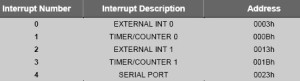 Interrupt Number Interrupt Description Address
0 EXTERNAL INT 0 0003h
1 TIMER/COUNTER 0 000Bh
2 EXTERNAL INT 1 0013h
3 TIMER/COUNTER 1 001Bh
4 SERIAL PORT 0023h